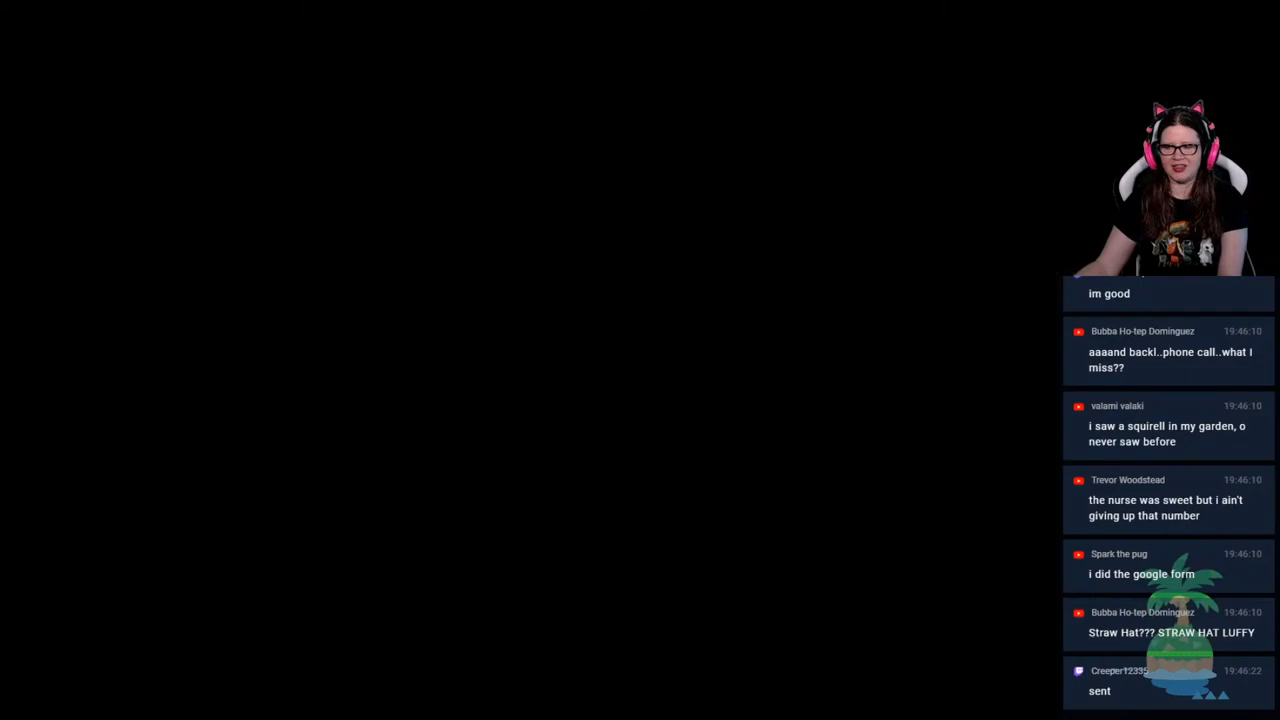 im good
Bubba Ho-tep Dominguez 19:46:10
aaaand backl..phone call..what I
miss??
valami valaki 19:46:10
i saw a squirell in my garden, o
never saw before
Trevor Woodstead 19:46:10
the nurse was sweet but i ain't
giving up that number
Spark the pug 19:46:10
i did the google form
Bubba Ho-tep Dominguez 19:46:10
Straw Hat??? STRAW HAT LUFFY
Creeper12335 19:46:22
sent